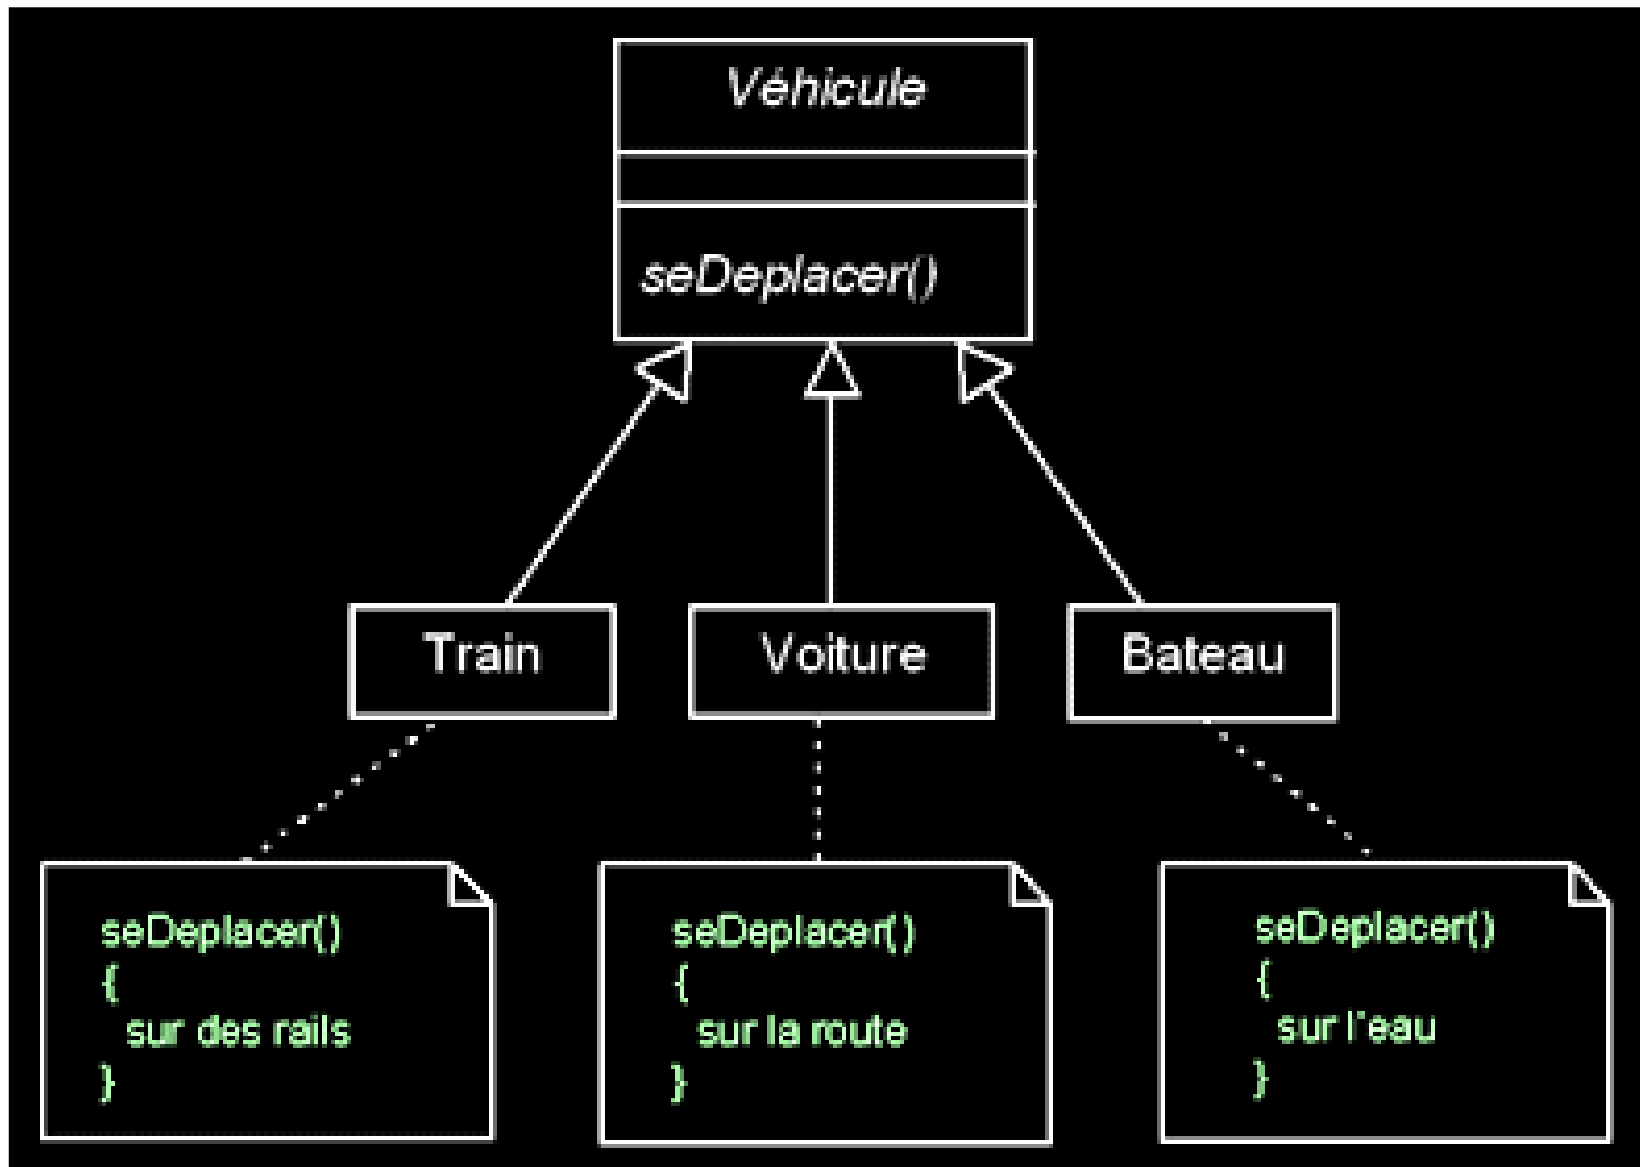 Véhicule
seDeplacer()
Train
Voiture
Bateau
seDeplacer()
{
sur des rails
}
seDeplacer()
{
sur la route
}
seDeplacer()
{
sur l'eau
}